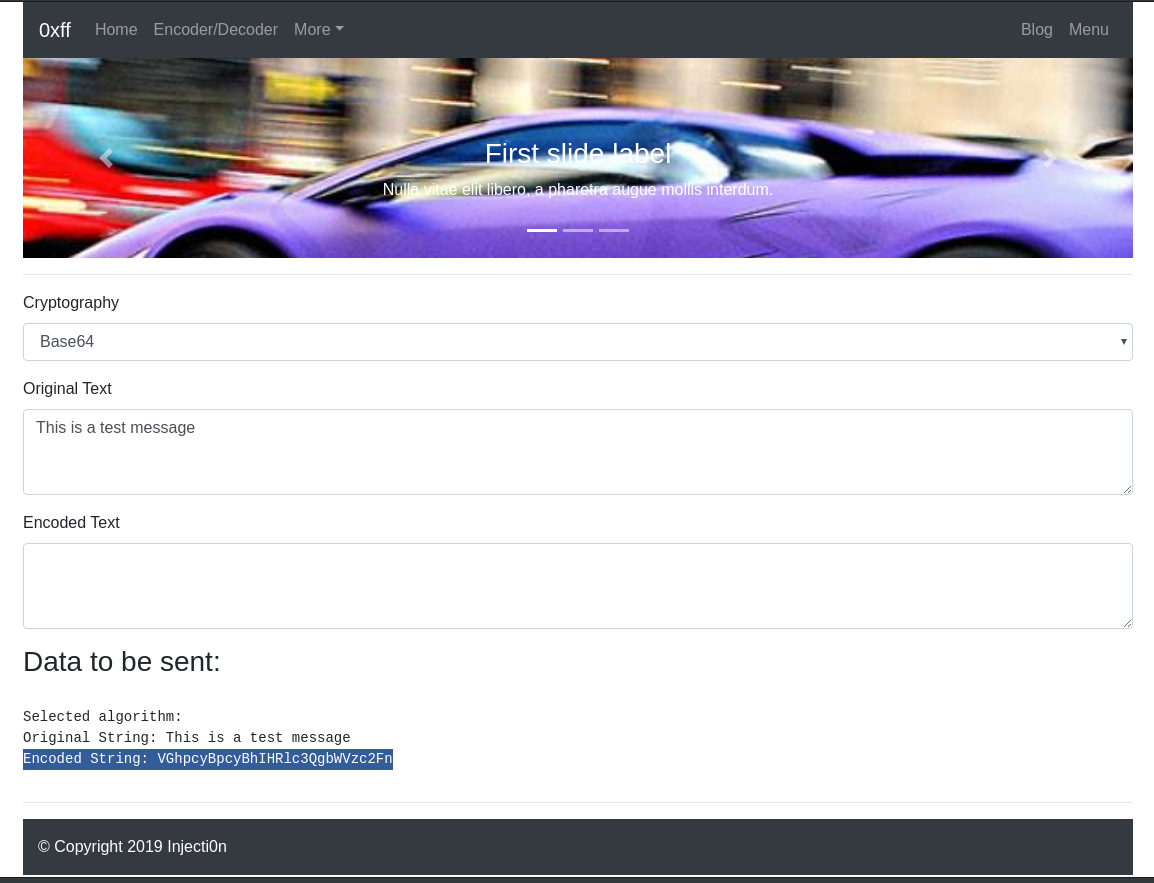 0xff Home Encoder/Decoder More Blog Menu
First slide label
Nulla vitae elit libero, a pharetra augue mollis interdum.
Cryptography
Base64
Original Text
This is a test message
Encoded Text
Data to be sent:
Selected algorithm:
Original String: This is a test message
Encoded String: VGhpcyBpcyBhIHRlc3QgbWVzc2Fn
© Copyright 2019 Injecti0n